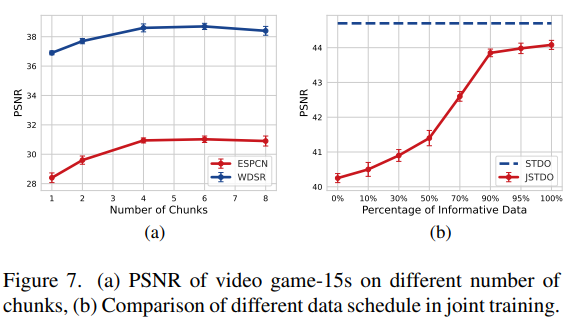 38
36
34
32
30
28
PSNR
1 2 3 4 5 6 7 8
Number of Chunks
ESPCN
WDSR
(a)
44
43
42
41
40
PSNR
0% 10% 30% 50% 70% 90% 95% 100%
Percentage of Informative Data
STDO
JSTDO
(b)
Figure 7. (a) PSNR of video game-15s on different number of
chunks, (b) Comparison of different data schedule in joint training.